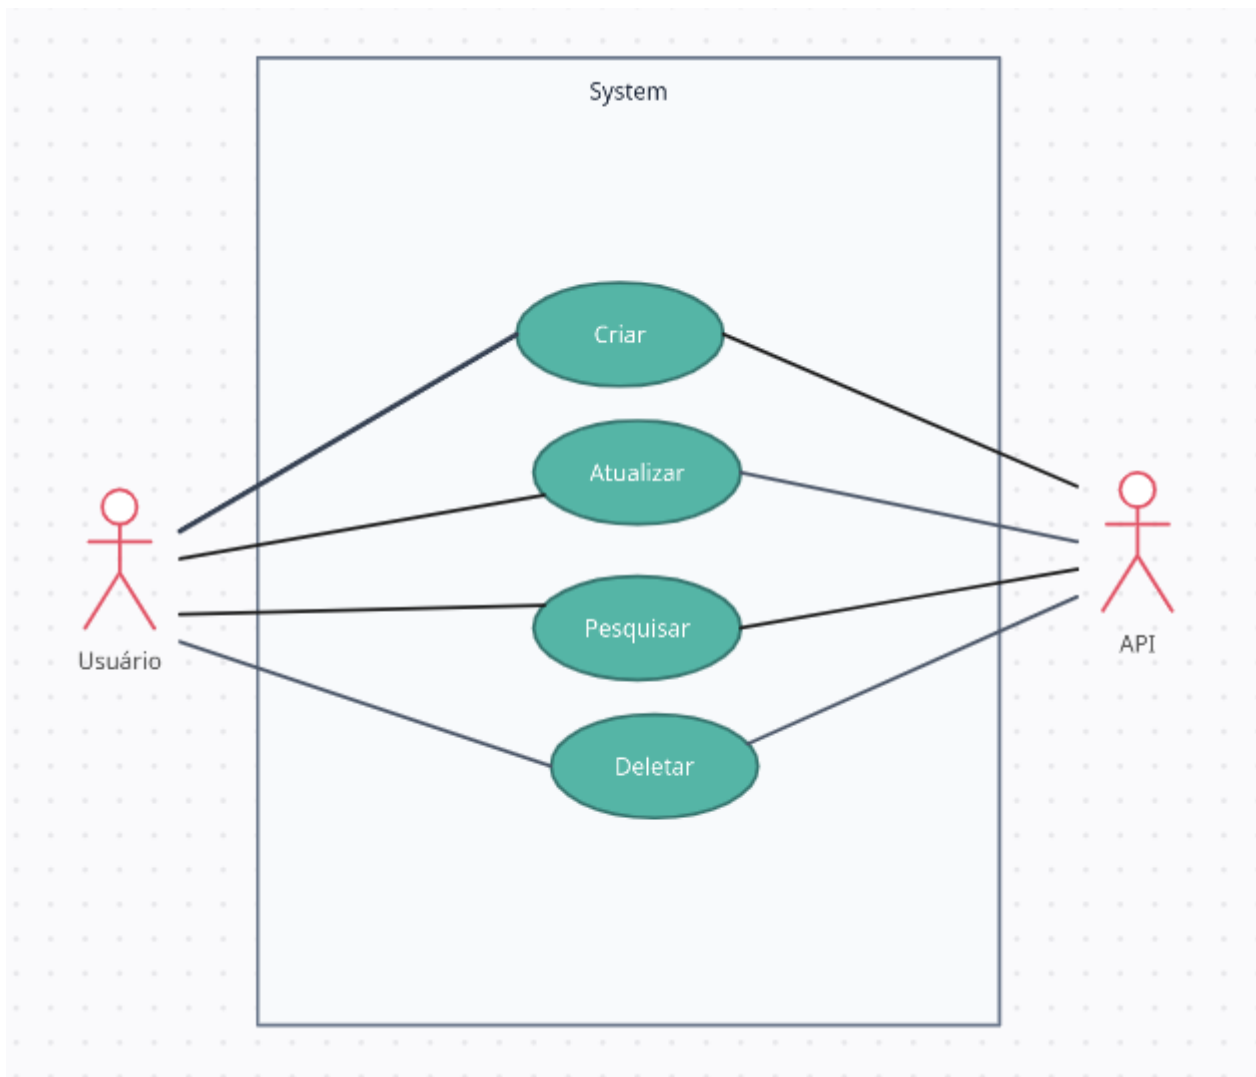 System
Criar
Atualizar
Pesquisar
Deletar
Usuário
API